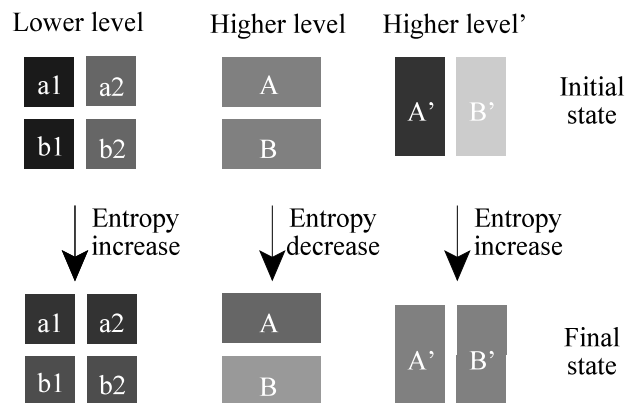 Lower level Higher level Higher level’
a1 a2 A A’ B’ Initial
state
b1 b2 B
Entropy Entropy Entropy
increase decrease increase
a1 a2 A Final
state
b1 b2 B A’ B’